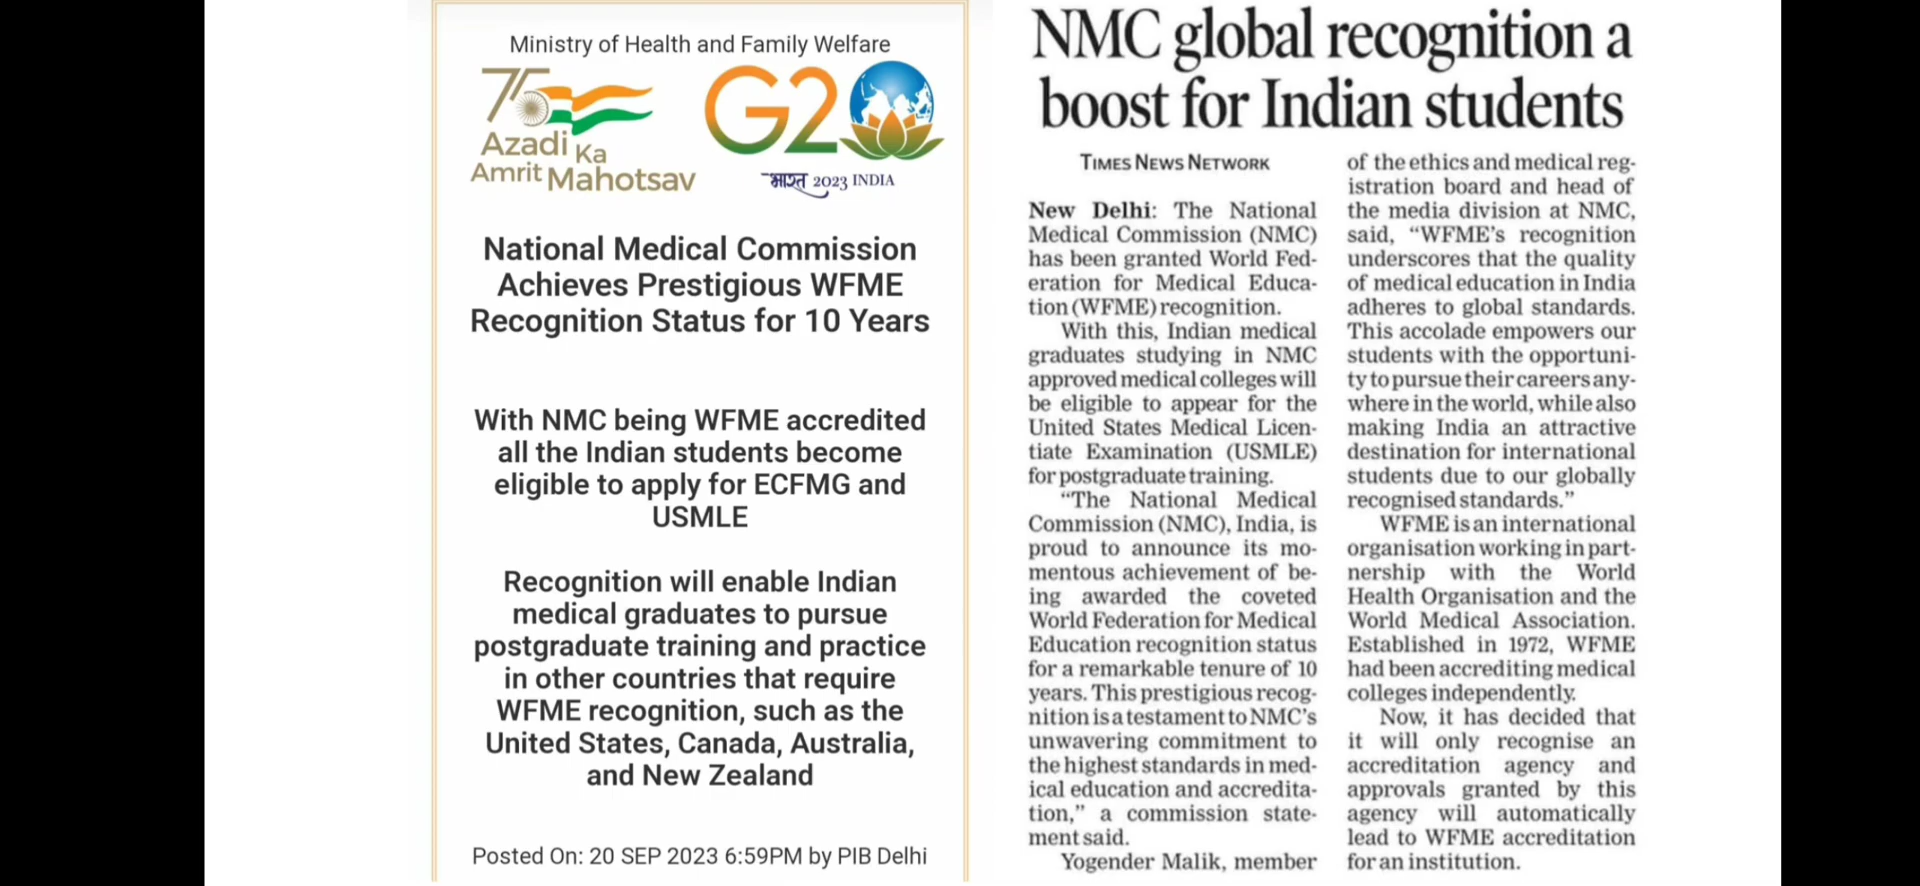 Ministry of Health and Family Welfare
75
Azadi Ka
Amrit Mahotsav
G20
भारत 2023 INDIA
National Medical Commission
Achieves Prestigious WFME
Recognition Status for 10 Years
With NMC being WFME accredited
all the Indian students become
eligible to apply for ECFMG and
USMLE
Recognition will enable Indian
medical graduates to pursue
postgraduate training and practice
in other countries that require
WFME recognition, such as the
United States, Canada, Australia,
and New Zealand
Posted On: 20 SEP 2023 6:59PM by PIB Delhi
NMC global recognition a
boost for Indian students
TIMES NEWS NETWORK
New Delhi: The National
Medical Commission (NMC)
has been granted World Fed-
eration for Medical Educa-
tion (WFME) recognition.
With this, Indian medical
graduates studying in NMC
approved medical colleges will
be eligible to appear for the
United States Medical Licen-
tiate Examination (USMLE)
for postgraduate training.
“The National Medical
Commission (NMC), India, is
proud to announce its mo-
mentous achievement of be-
ing awarded the coveted
World Federation for Medical
Education recognition status
for a remarkable tenure of 10
years. This prestigious recog-
nition is a testament to NMC’s
unwavering commitment to
the highest standards in med-
ical education and accredita-
tion,” a commission state-
ment said.
Yogender Malik, member
of the ethics and medical reg-
istration board and head of
the media division at NMC,
said, “WFME’s recognition
underscores that the quality
of medical education in India
adheres to global standards.
This accolade empowers our
students with the opportuni-
ty to pursue their careers any-
where in the world, while also
making India an attractive
destination for international
students due to our globally
recognised standards.”
WFME is an international
organisation working in part-
nership with the World
Health Organisation and the
World Medical Association.
Established in 1972, WFME
had been accrediting medical
colleges independently.
Now, it has decided that
it will only recognise an
accreditation agency and
approvals granted by this
agency will automatically
lead to WFME accreditation
for an institution.